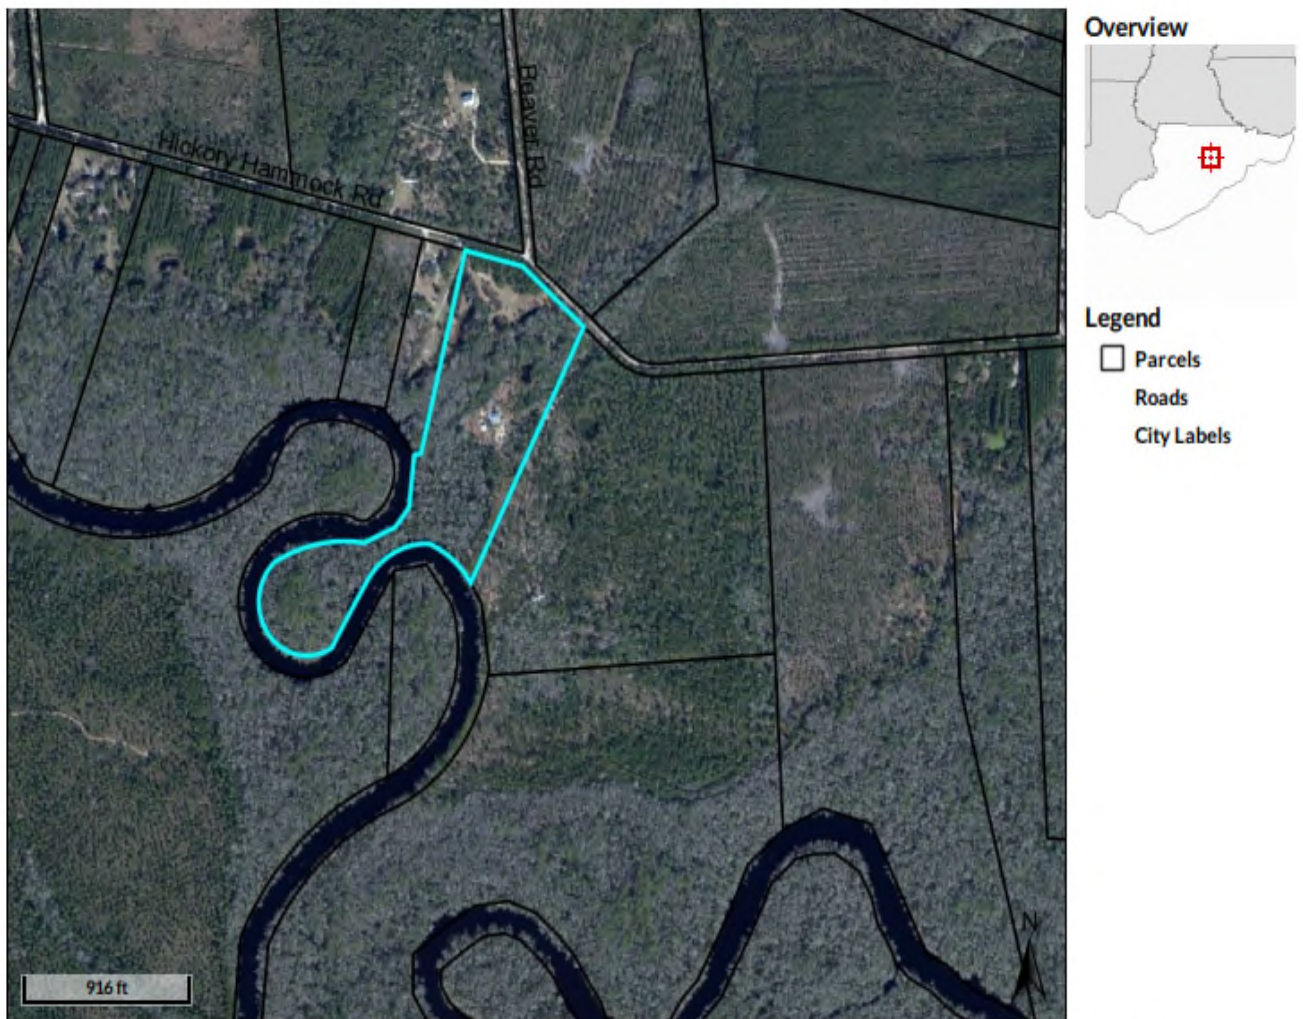 Overview
Beaver Rd
Hickory Hammock Rd
Legend
Parcels
Roads
City Labels
N
916 ft